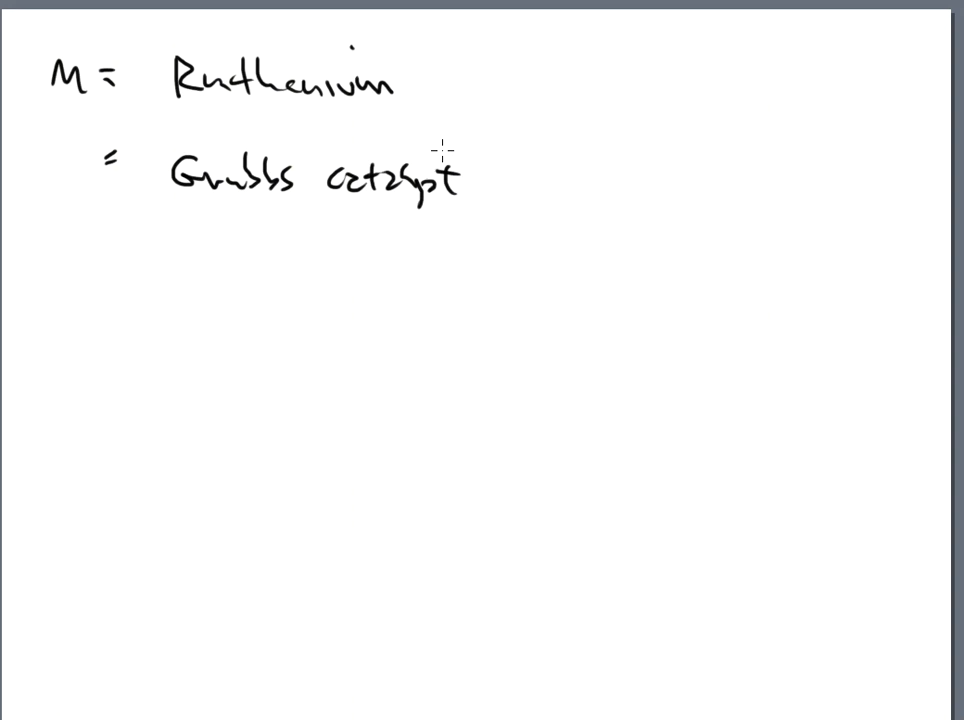 M = Ruthenium
= Grubbs catalyst